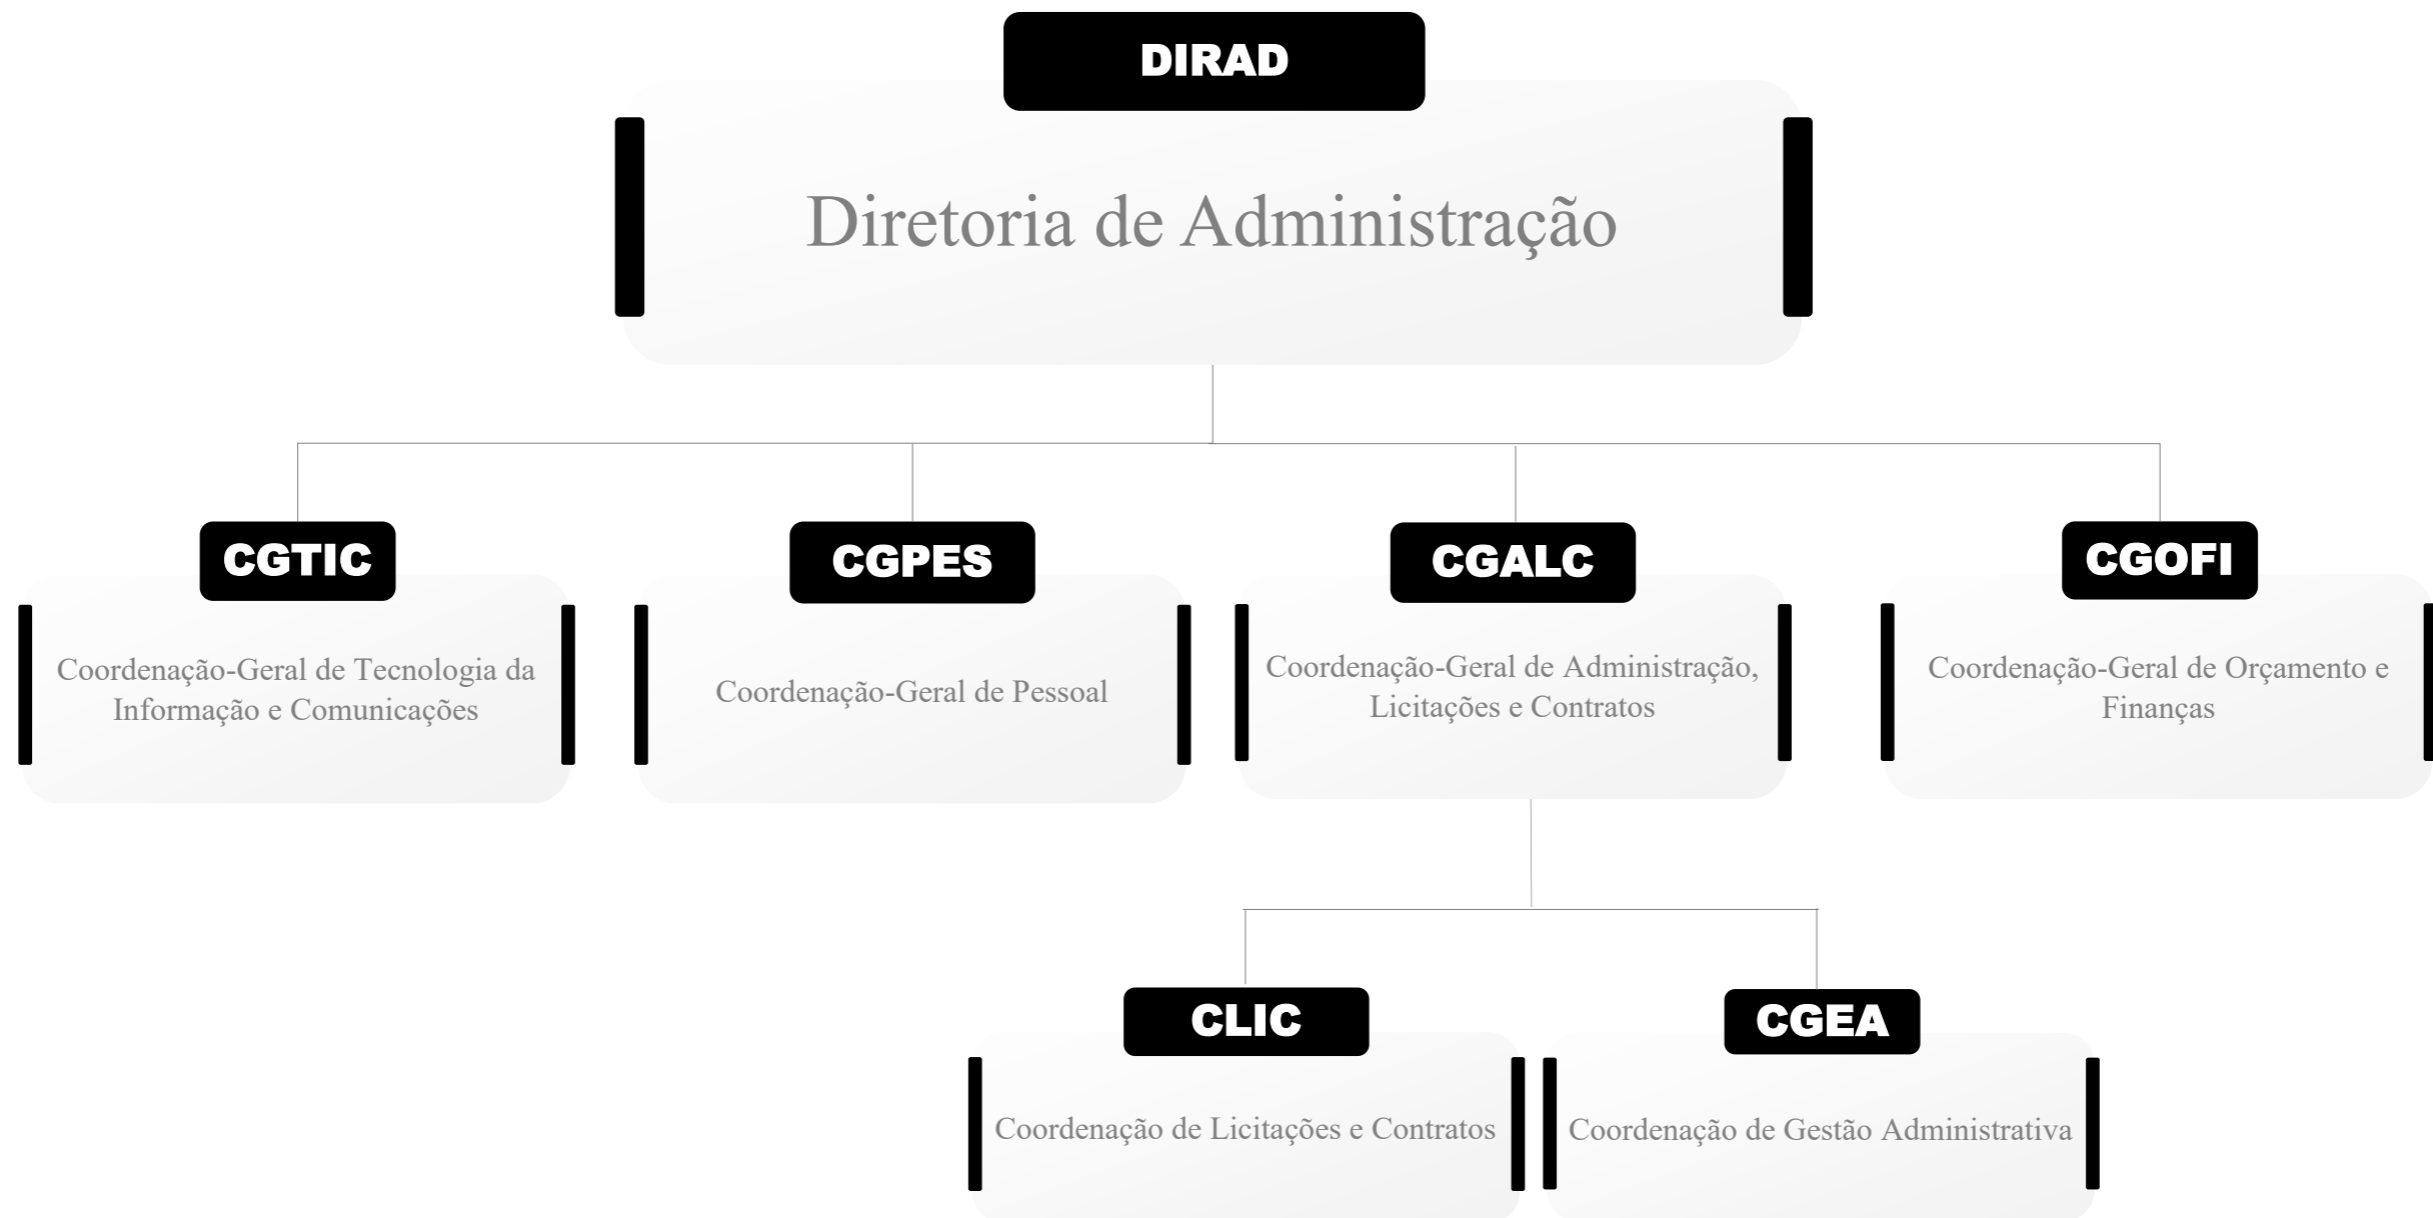 DIRAD
Diretoria de Administração
CGTIC
Coordenação-Geral de Tecnologia da
Informação e Comunicações
CGPES
Coordenação-Geral de Pessoal
CGALC
Coordenação-Geral de Administração,
Licitações e Contratos
CGOFI
Coordenação-Geral de Orçamento e
Finanças
CLIC
Coordenação de Licitações e Contratos
CGEA
Coordenação de Gestão Administrativa